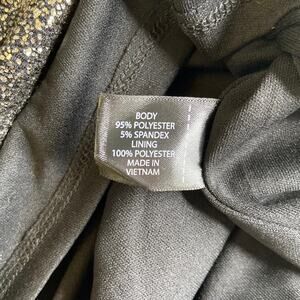 BODY
95% POLYESTER
5% SPANDEX
LINING
100% POLYESTER
MADE IN
VIETNAM